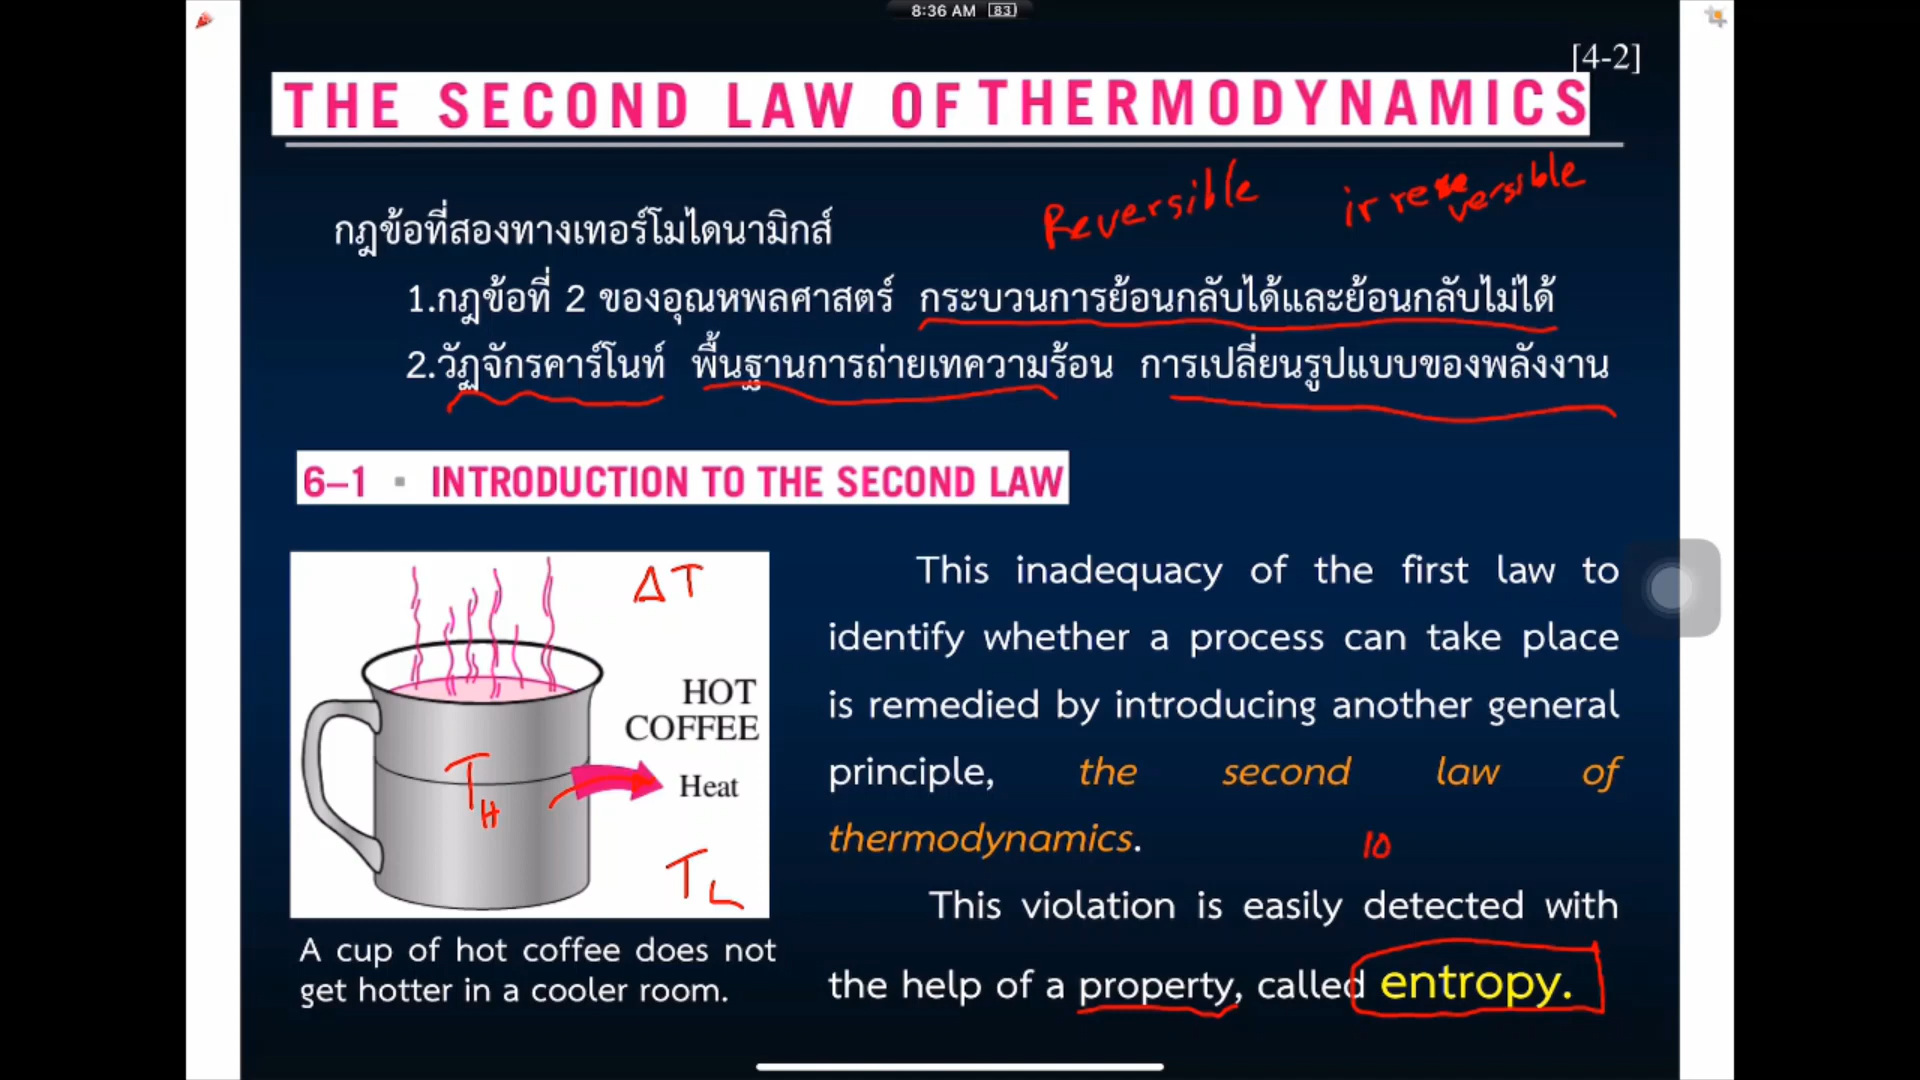 8:36 AM 83
[4-2]
THE SECOND LAW OF THERMODYNAMICS
Reversible irreversible
กฎข้อที่สองทางเทอร์โมไดนามิกส์
1.กฎข้อที่ 2 ของอุณหพลศาสตร์ กระบวนการย้อนกลับได้และย้อนกลับไม่ได้
2.วัฏจักรคาร์โนท์ พื้นฐานการถ่ายเทความร้อน การเปลี่ยนรูปแบบของพลังงาน
6–1 ▪ INTRODUCTION TO THE SECOND LAW
ΔT
HOT
COFFEE
Heat
TH
TL
A cup of hot coffee does not
get hotter in a cooler room.
This inadequacy of the first law to
identify whether a process can take place
is remedied by introducing another general
principle, the second law of
thermodynamics.
10
This violation is easily detected with
the help of a property, called entropy.